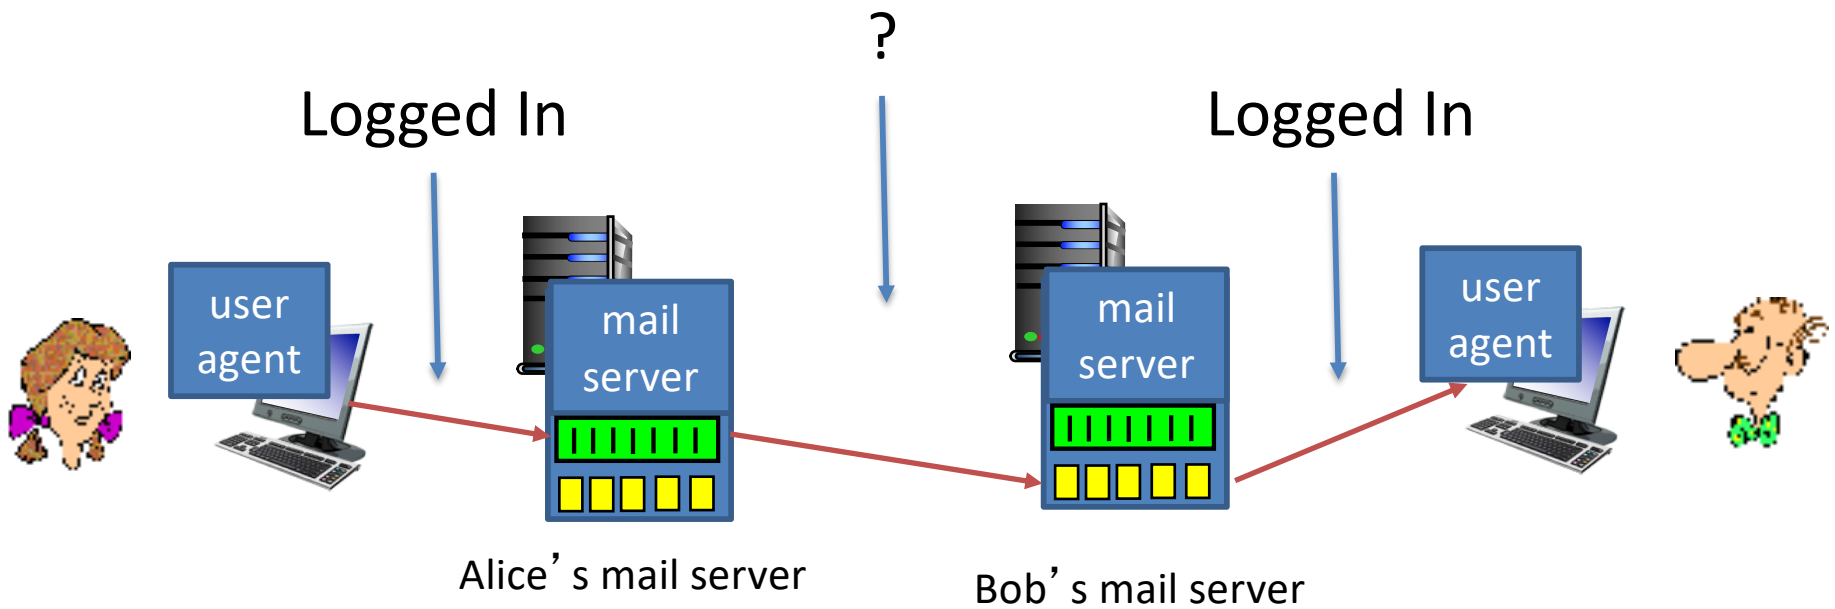 ?
Logged In
Logged In
user
agent
mail
server
mail
server
user
agent
Alice’s mail server
Bob’s mail server